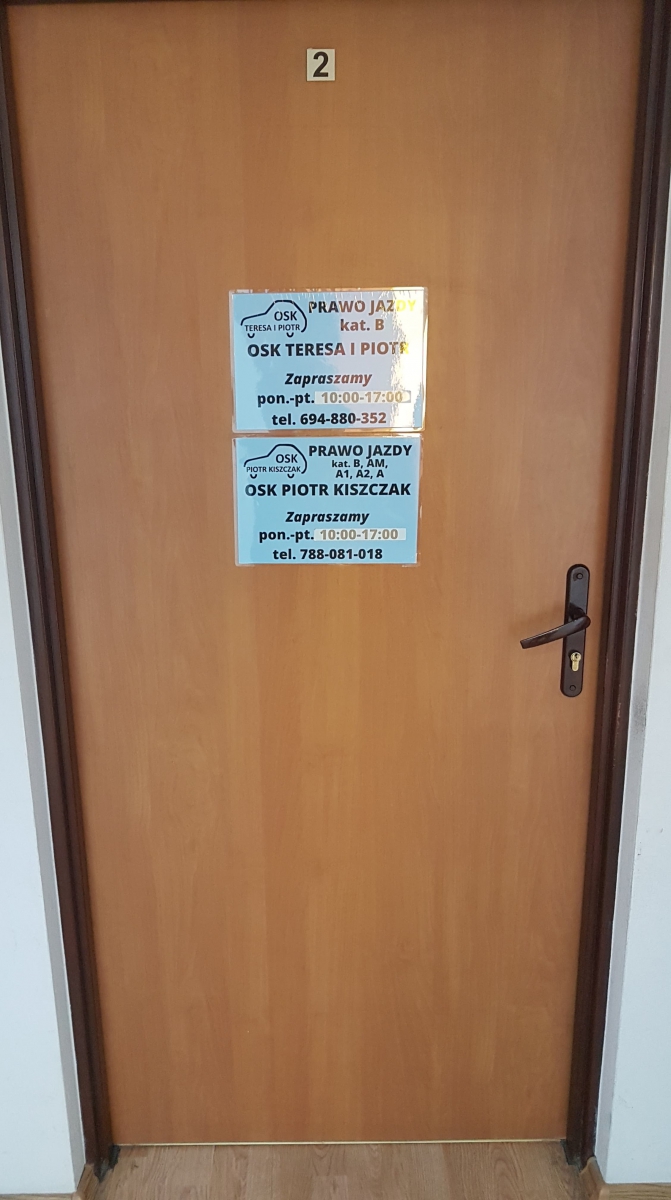 2
OSK
TERESA I PIOTR
PRAWO JAZDY
kat. B
OSK TERESA I PIOTR
Zapraszamy
pon.-pt. 10:00-17:00
tel. 694-880-352
OSK
PIOTR KISZCZAK
PRAWO JAZDY
kat. B, AM,
A1, A2, A
OSK PIOTR KISZCZAK
Zapraszamy
pon.-pt. 10:00-17:00
tel. 788-081-018